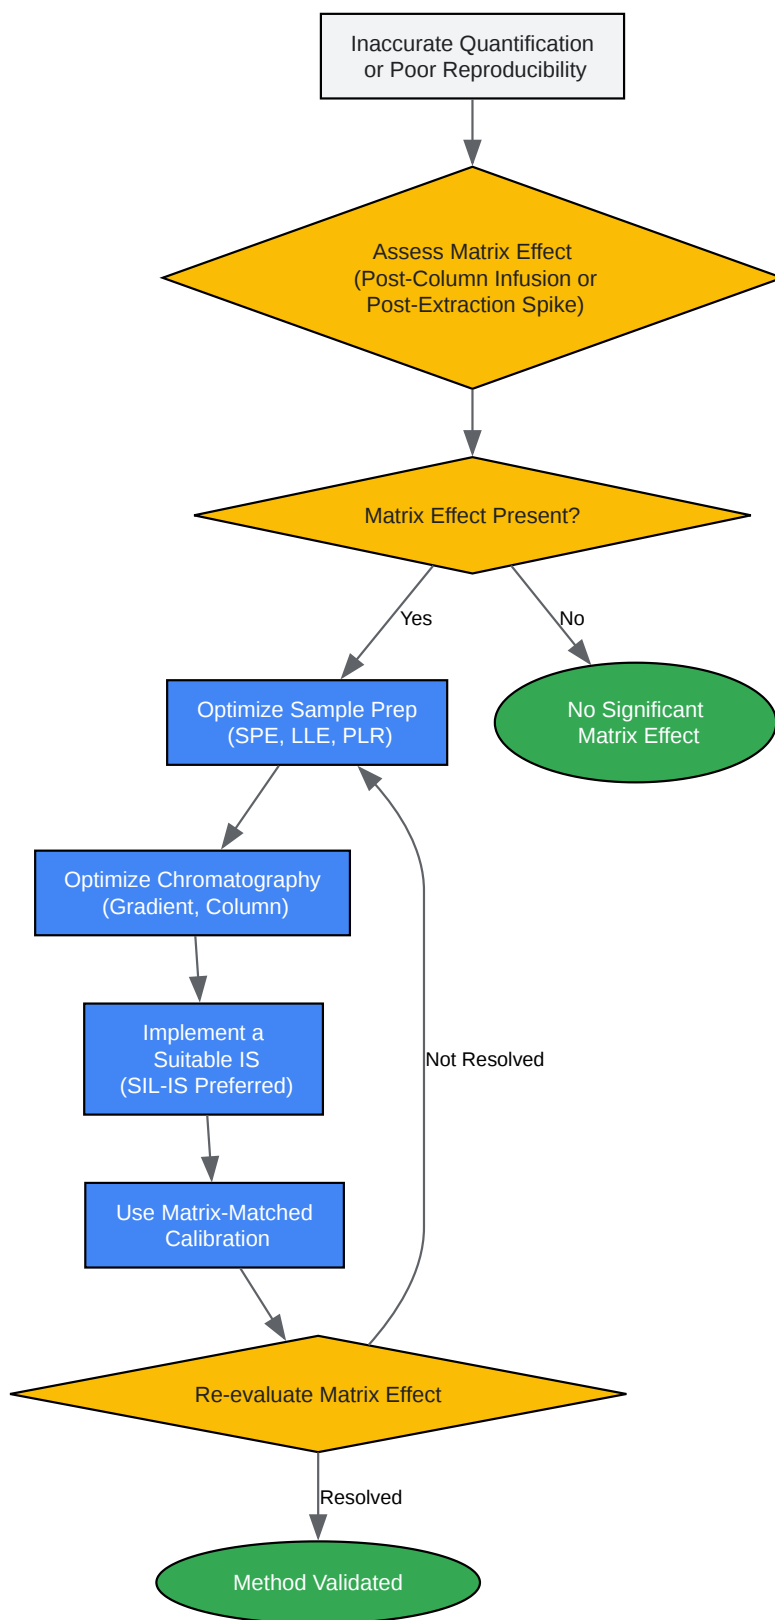 Inaccurate Quantification
or Poor Reproducibility
Assess Matrix Effect
(Post-Column Infusion or
Post-Extraction Spike)
Matrix Effect Present?
Yes
No
Optimize Sample Prep
(SPE, LLE, PLR)
No Significant
Matrix Effect
Optimize Chromatography
(Gradient, Column)
Implement a
Suitable IS
(SIL-IS Preferred)
Not Resolved
Use Matrix-Matched
Calibration
Re-evaluate Matrix Effect
Resolved
Method Validated